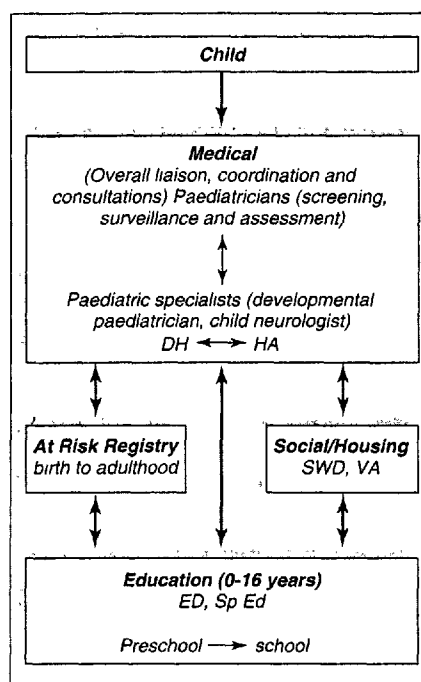 Child
Medical
(Overall liaison, coordination and
consultations) Paediatricians (screening,
surveillance and assessment)
Paediatric specialists (developmental
paediatrician, child neurologist)
DH HA
At Risk Registry
birth to adulthood
Social/Housing
SWD, VA
Education (0-16 years)
ED, Sp Ed
Preschool school